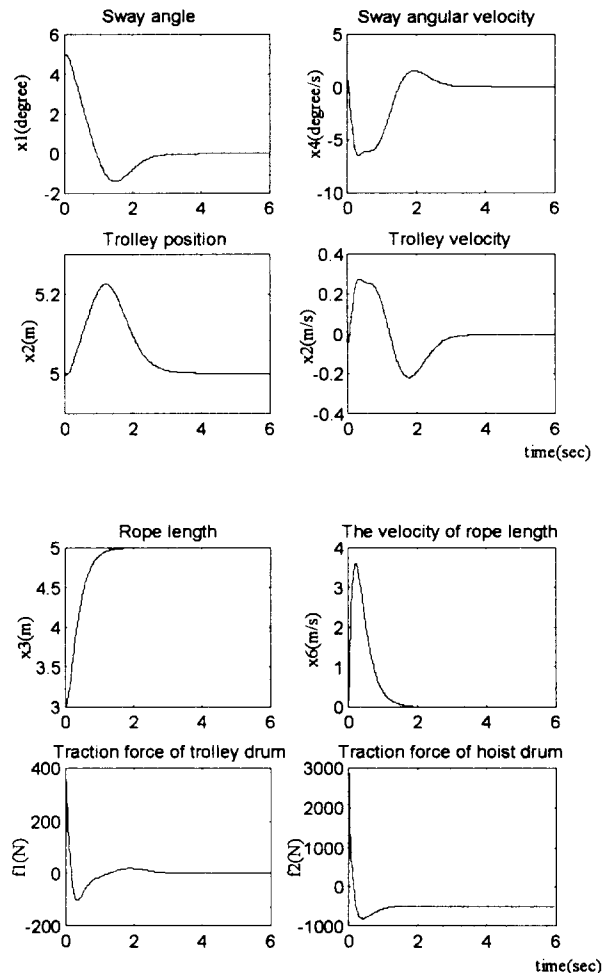 Sway angle
Sway angular velocity
x1(degree)
6
4
2
0
-2
0 2 4 6
x4(degree/s)
5
0
-5
-10
0 2 4 6
Trolley position
Trolley velocity
x2(m)
5.2
5
0 2 4 6
x2(m/s)
0.4
0.2
0
-0.2
-0.4
0 2 4 6
time(sec)
Rope length
The velocity of rope length
x3(m)
5
4.5
4
3.5
3
0 2 4 6
x6(m/s)
4
3
2
1
0
0 2 4 6
Traction force of trolley drum
Traction force of hoist drum
f1(N)
400
200
0
-200
0 2 4 6
f2(N)
3000
2000
1000
0
-1000
0 2 4 6
time(sec)